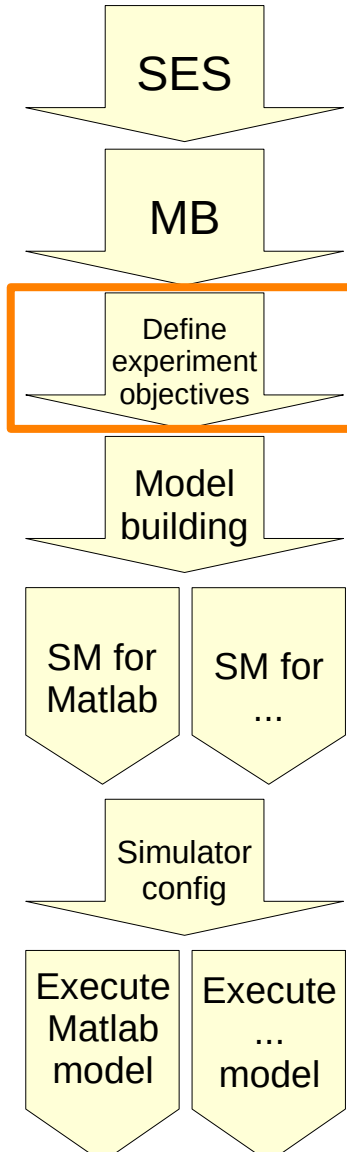 SES
MB
Define
experiment
objectives
Model
building
SM for
Matlab
SM for
...
Simulator
config
Execute
Matlab
model
Execute
...
model